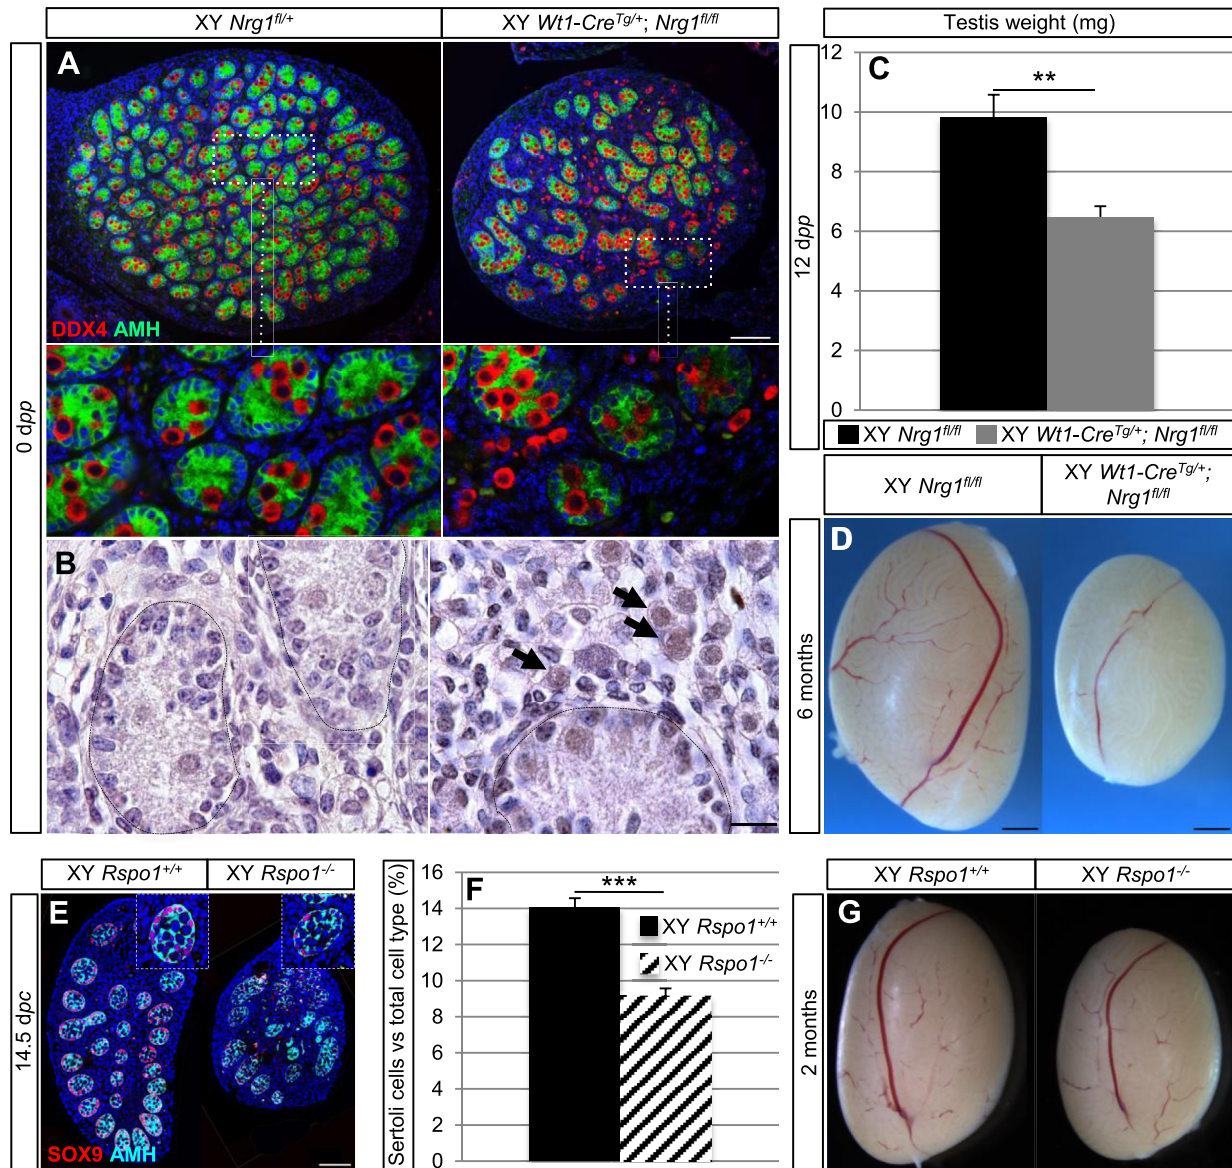 XY Nrg1fl/+
XY Wt1-CreTg/+; Nrg1fl/fl
Testis weight (mg)
0 dpp
A
DDX4 AMH
B
12 dpp
12
10
8
6
4
2
0
C
**
XY Nrg1fl/fl
XY Wt1-CreTg/+; Nrg1fl/fl
XY Nrg1fl/fl
XY Wt1-CreTg/+;
Nrg1fl/fl
6 months
D
XY Rspo1+/+
XY Rspo1-/-
14.5 dpc
E
SOX9 AMH
Sertoli cells vs total cell type (%)
16
14
12
10
8
6
4
2
0
F
***
XY Rspo1+/+
XY Rspo1-/-
XY Rspo1+/+
XY Rspo1-/-
2 months
G